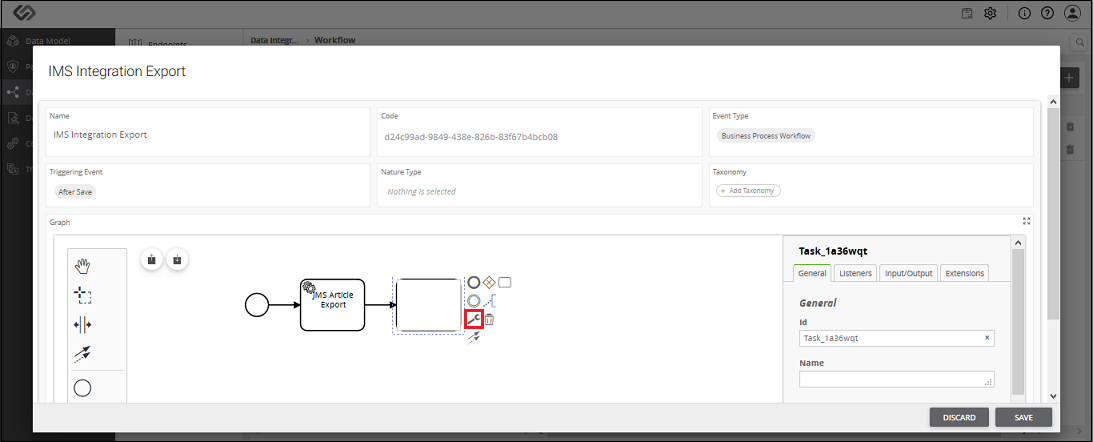 Data Model
Endpoints
Data Integr... > Workflow
IMS Integration Export
Name
IMS Integration Export
Code
d24c99ad-9849-438e-826b-83f67b4bcb08
Event Type
Business Process Workflow
Triggering Event
After Save
Nature Type
Nothing is selected
Taxonomy
+ Add Taxonomy
Graph
JMS Article
Export
Task_1a36wqt
General
Listeners
Input/Output
Extensions
General
Id
Task_1a36wqt
×
Name
DISCARD
SAVE